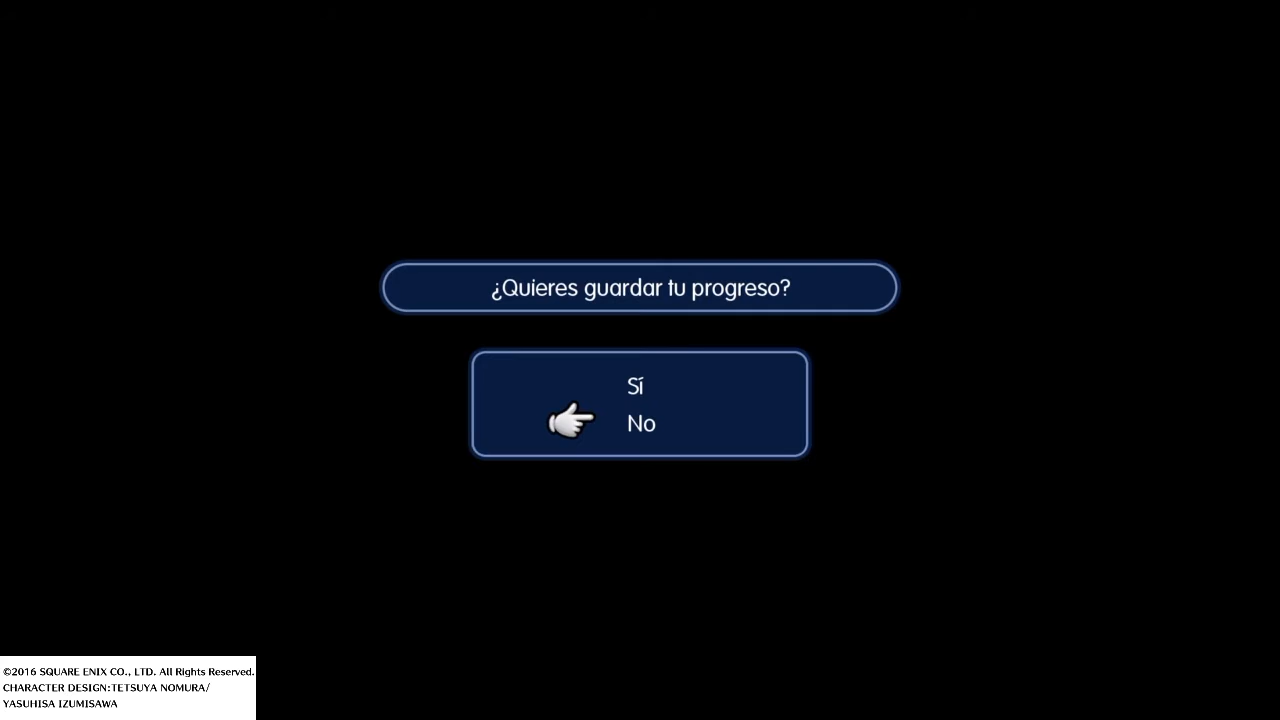 ¿Quieres guardar tu progreso?
Sí
No
©2016 SQUARE ENIX CO., LTD. All Rights Reserved.
CHARACTER DESIGN:TETSUYA NOMURA/
YASUHISA IZUMISAWA